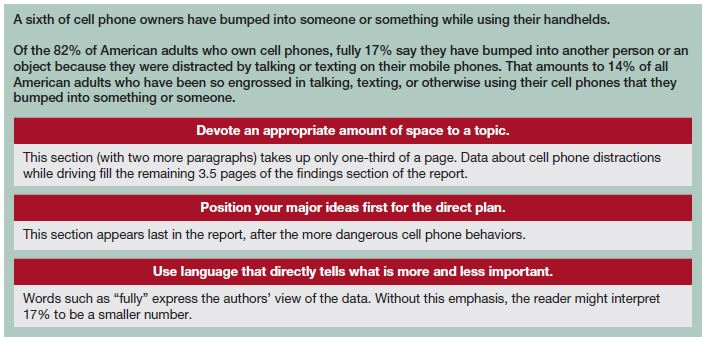 A sixth of cell phone owners have bumped into someone or something while using their handhelds.
Of the 82% of American adults who own cell phones, fully 17% say they have bumped into another person or an
object because they were distracted by talking or texting on their mobile phones. That amounts to 14% of all
American adults who have been so engrossed in talking, texting, or otherwise using their cell phones that they
bumped into something or someone.
Devote an appropriate amount of space to a topic.
This section (with two more paragraphs) takes up only one-third of a page. Data about cell phone distractions
while driving fill the remaining 3.5 pages of the findings section of the report.
Position your major ideas first for the direct plan.
This section appears last in the report, after the more dangerous cell phone behaviors.
Use language that directly tells what is more and less important.
Words such as “fully” express the authors’ view of the data. Without this emphasis, the reader might interpret
17% to be a smaller number.